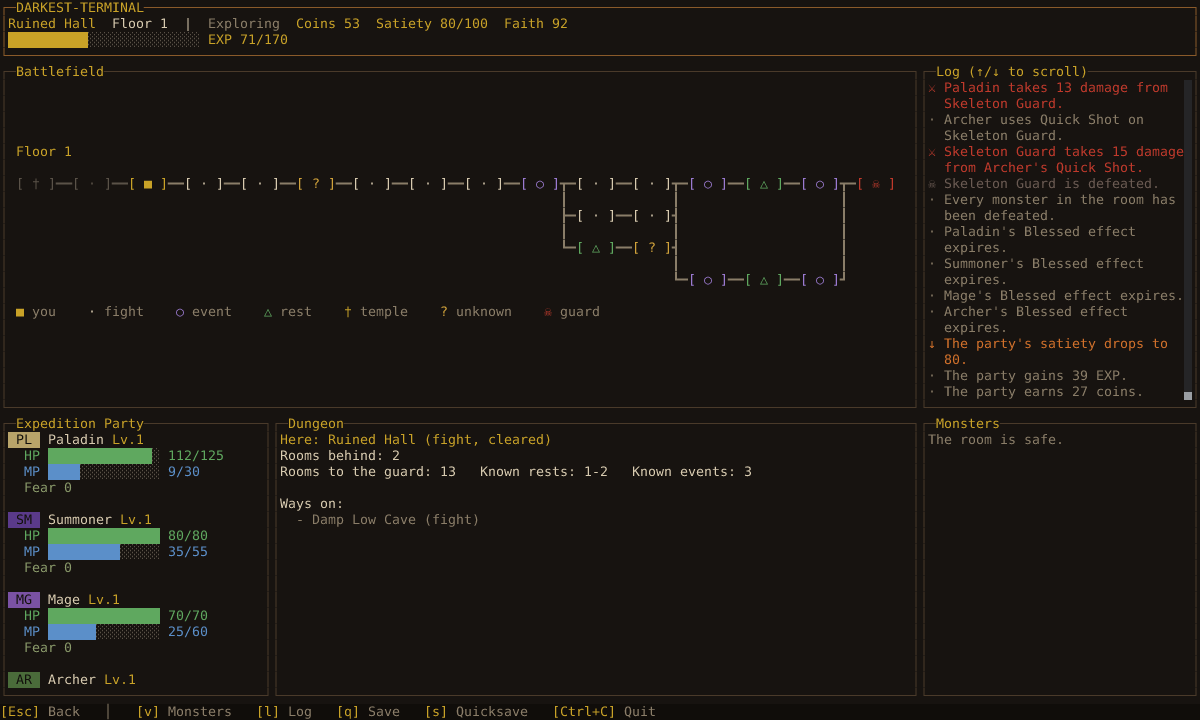 DARKEST-TERMINAL
Ruined Hall  Floor 1  |  Exploring  Coins 53  Satiety 80/100  Faith 92
EXP 71/170
Battlefield
Floor 1
[ † ]──[ · ]──[ ■ ]──[ · ]──[ · ]──[ ? ]──[ · ]──[ · ]──[ · ]──[ ○ ]┬─[ · ]──[ · ]┬─[ ○ ]──[ △ ]──[ ○ ]┬─[ ☠ ]
├─[ · ]──[ · ]┤
└─[ △ ]──[ ? ]┤
└─[ ○ ]──[ △ ]──[ ○ ]┘
■ you    · fight    ○ event    △ rest    † temple    ? unknown    ☠ guard
Log (↑/↓ to scroll)
⚔ Paladin takes 13 damage from
Skeleton Guard.
· Archer uses Quick Shot on
Skeleton Guard.
⚔ Skeleton Guard takes 15 damage
from Archer's Quick Shot.
☠ Skeleton Guard is defeated.
· Every monster in the room has
been defeated.
· Paladin's Blessed effect
expires.
· Summoner's Blessed effect
expires.
· Mage's Blessed effect expires.
· Archer's Blessed effect
expires.
↓ The party's satiety drops to
80.
· The party gains 39 EXP.
· The party earns 27 coins.
Expedition Party
PL Paladin Lv.1
HP 112/125
MP 9/30
Fear 0
SM Summoner Lv.1
HP 80/80
MP 35/55
Fear 0
MG Mage Lv.1
HP 70/70
MP 25/60
Fear 0
AR Archer Lv.1
Dungeon
Here: Ruined Hall (fight, cleared)
Rooms behind: 2
Rooms to the guard: 13   Known rests: 1-2   Known events: 3
Ways on:
- Damp Low Cave (fight)
Monsters
The room is safe.
[Esc] Back   │   [v] Monsters   [l] Log   [q] Save   [s] Quicksave   [Ctrl+C] Quit